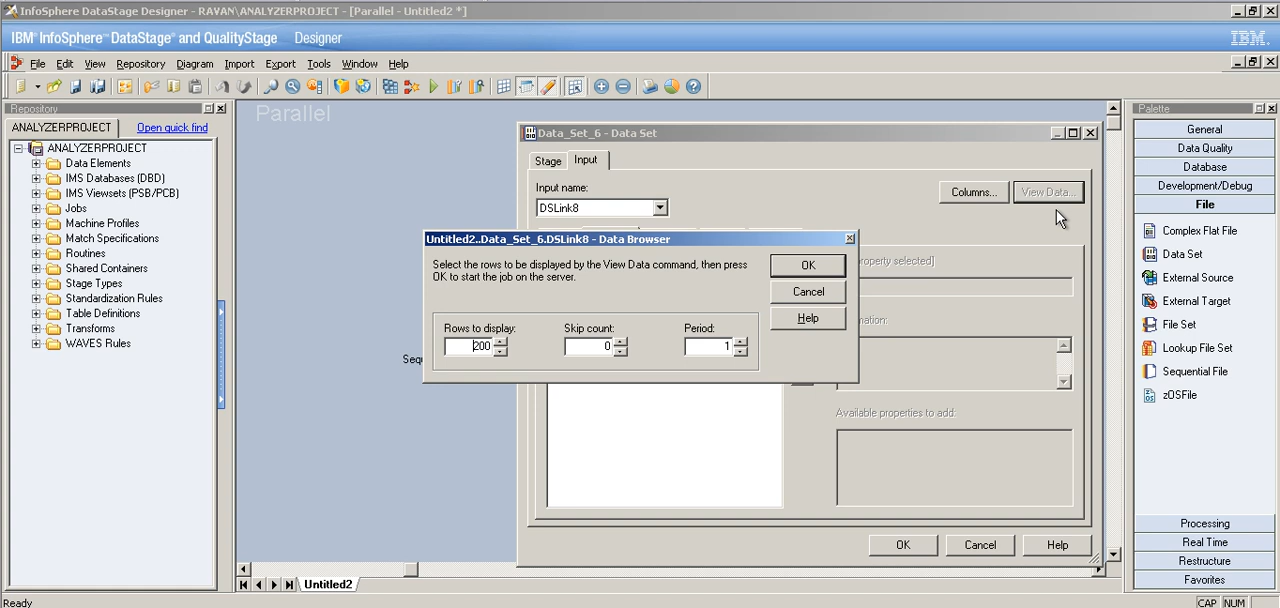 InfoSphere DataStage Designer - RAVAN\ANALYZERPROJECT - [Parallel - Untitled2 *]
IBM® InfoSphere™ DataStage® and QualityStage Designer
IBM.
File Edit View Repository Diagram Import Export Tools Window Help
Repository
ANALYZERPROJECT Open quick find
ANALYZERPROJECT
Data Elements
IMS Databases (DBD)
IMS Viewsets (PSB/PCB)
Jobs
Machine Profiles
Match Specifications
Routines
Shared Containers
Stage Types
Standardization Rules
Table Definitions
Transforms
WAVES Rules
Parallel
Data_Set_6 - Data Set
Stage Input
Input name:
DSLink8
Columns... View Data...
Untitled2..Data_Set_6.DSLink8 - Data Browser
Select the rows to be displayed by the View Data command, then press
OK to start the job on the server.
OK
Cancel
Help
Rows to display: Skip count: Period:
200 0 1
property selected]
mation:
Available properties to add:
OK Cancel Help
Untitled2
Palette
General
Data Quality
Database
Development/Debug
File
Complex Flat File
Data Set
External Source
External Target
File Set
Lookup File Set
Sequential File
zOSFile
Processing
Real Time
Restructure
Favorites
Ready
CAP NUM